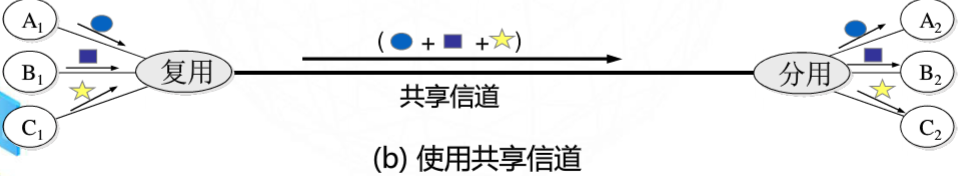 A₁
A₂
( + + )
B₁
复用
分用
B₂
共享信道
C₁
C₂
(b) 使用共享信道